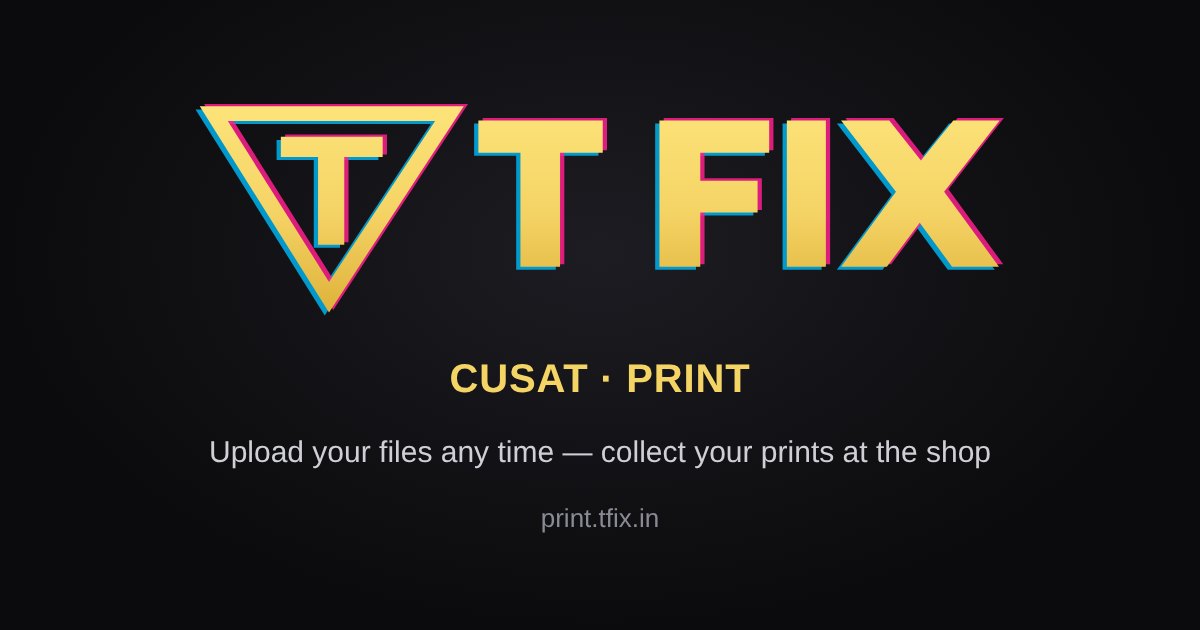 T T FIX
CUSAT · PRINT
Upload your files any time — collect your prints at the shop
print.tfix.in